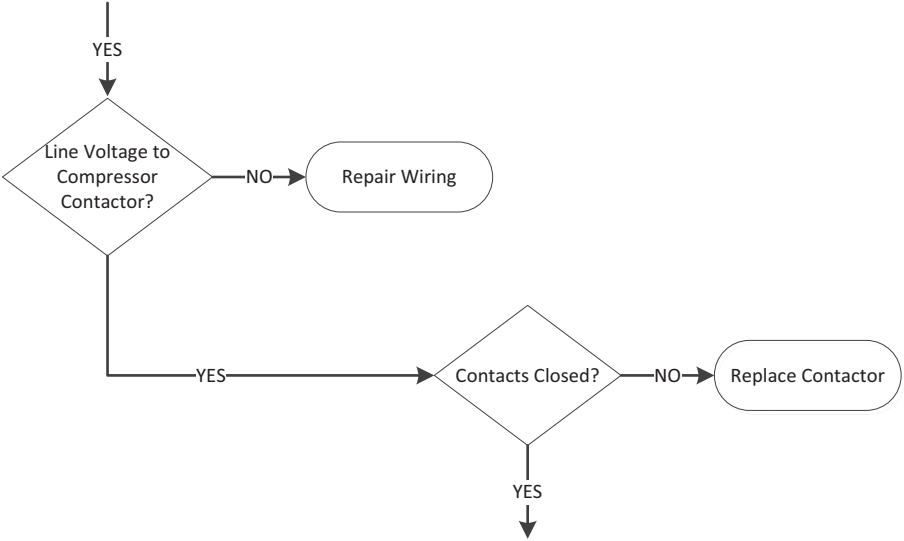 YES
Line Voltage to
Compressor
Contactor?
NO
Repair Wiring
YES
Contacts Closed?
NO
Replace Contactor
YES